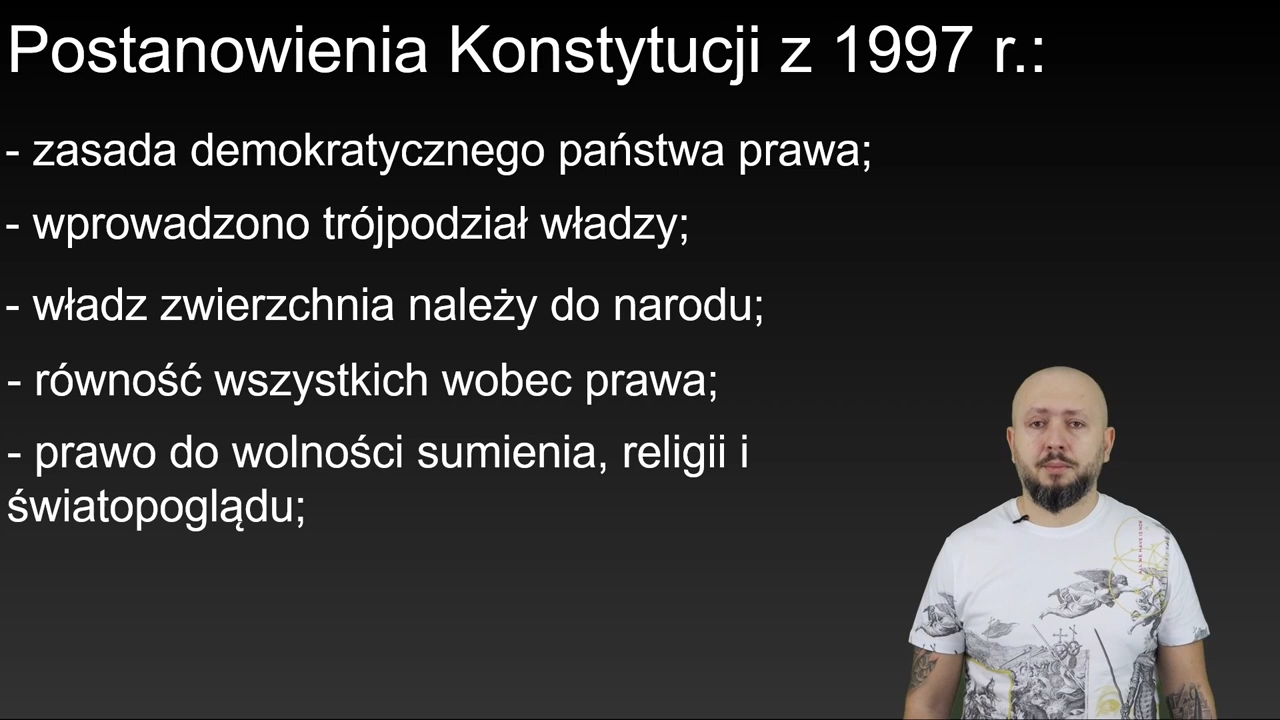 Postanowienia Konstytucji z 1997 r.:
- zasada demokratycznego państwa prawa;
- wprowadzono trójpodział władzy;
- władz zwierzchnia należy do narodu;
- równość wszystkich wobec prawa;
- prawo do wolności sumienia, religii i
światopoglądu;